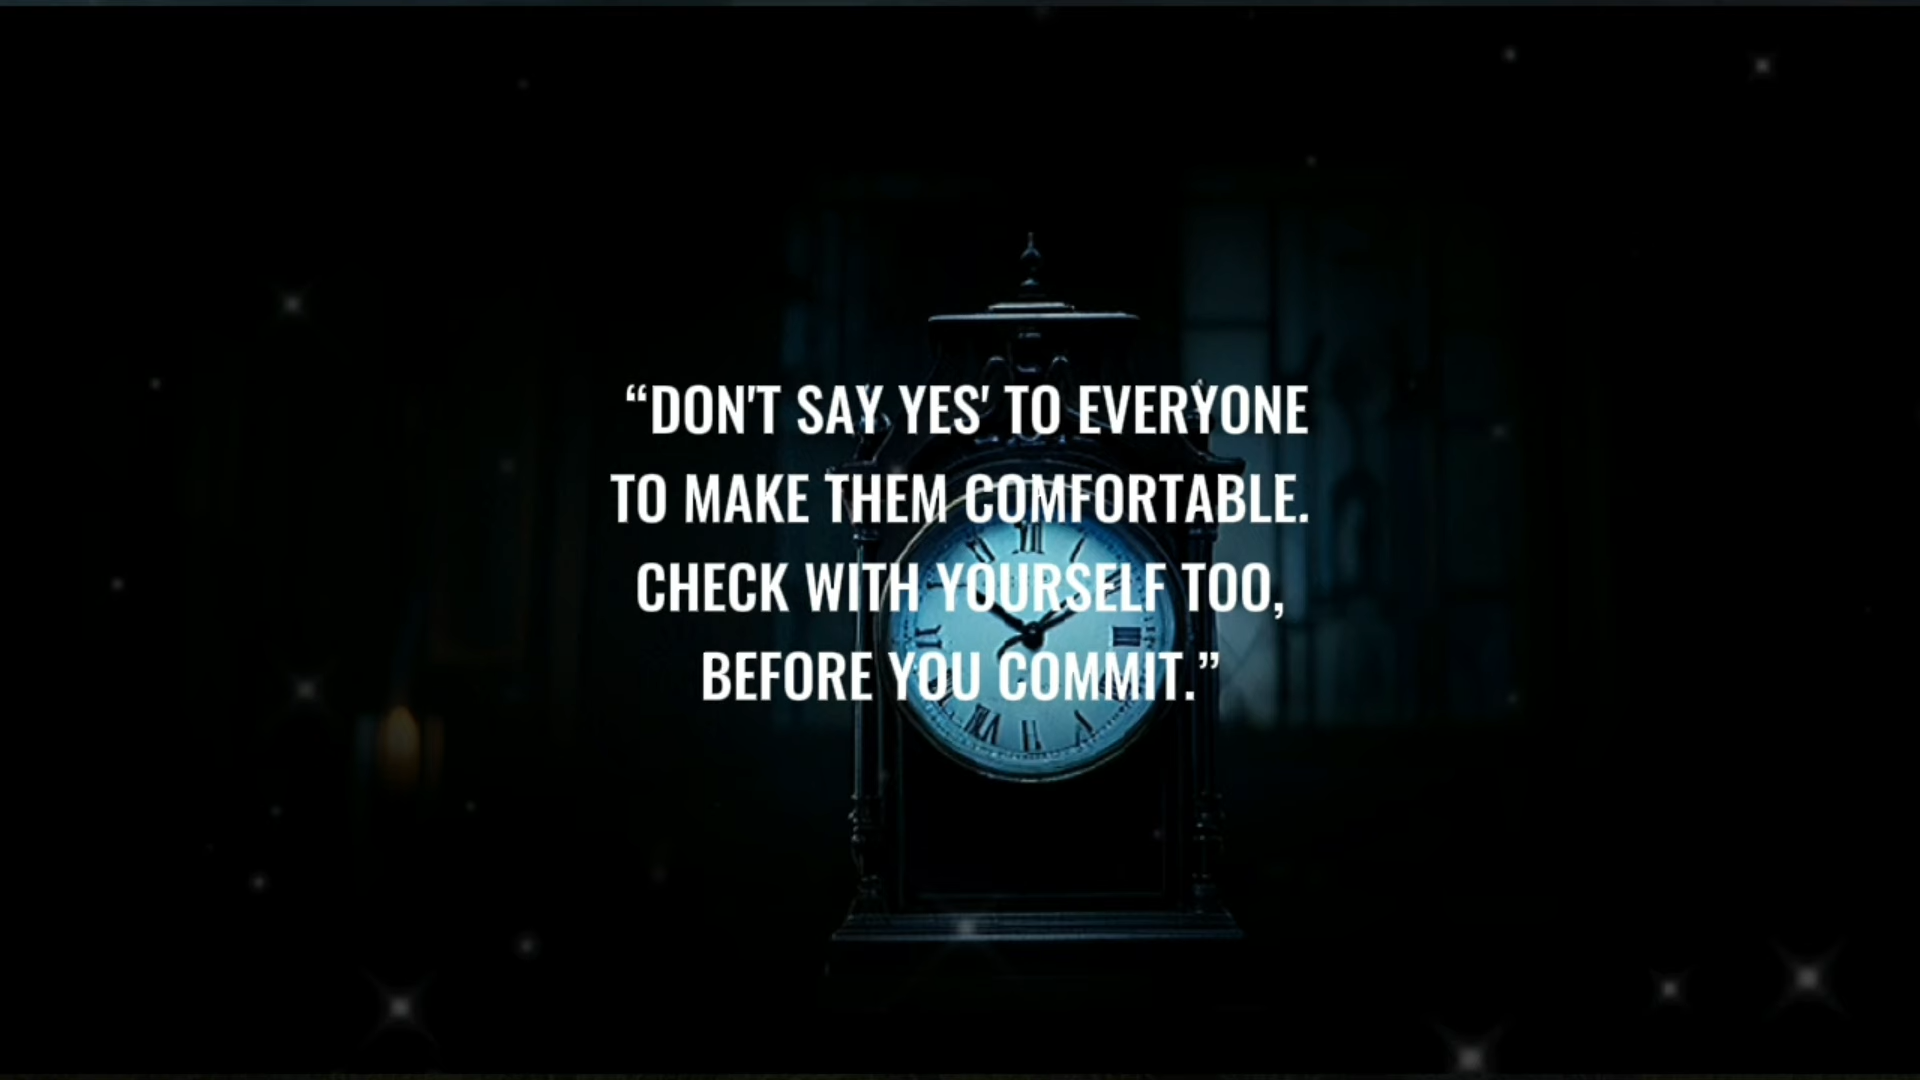 “DON'T SAY YES' TO EVERYONE
TO MAKE THEM COMFORTABLE.
CHECK WITH YOURSELF TOO,
BEFORE YOU COMMIT.”